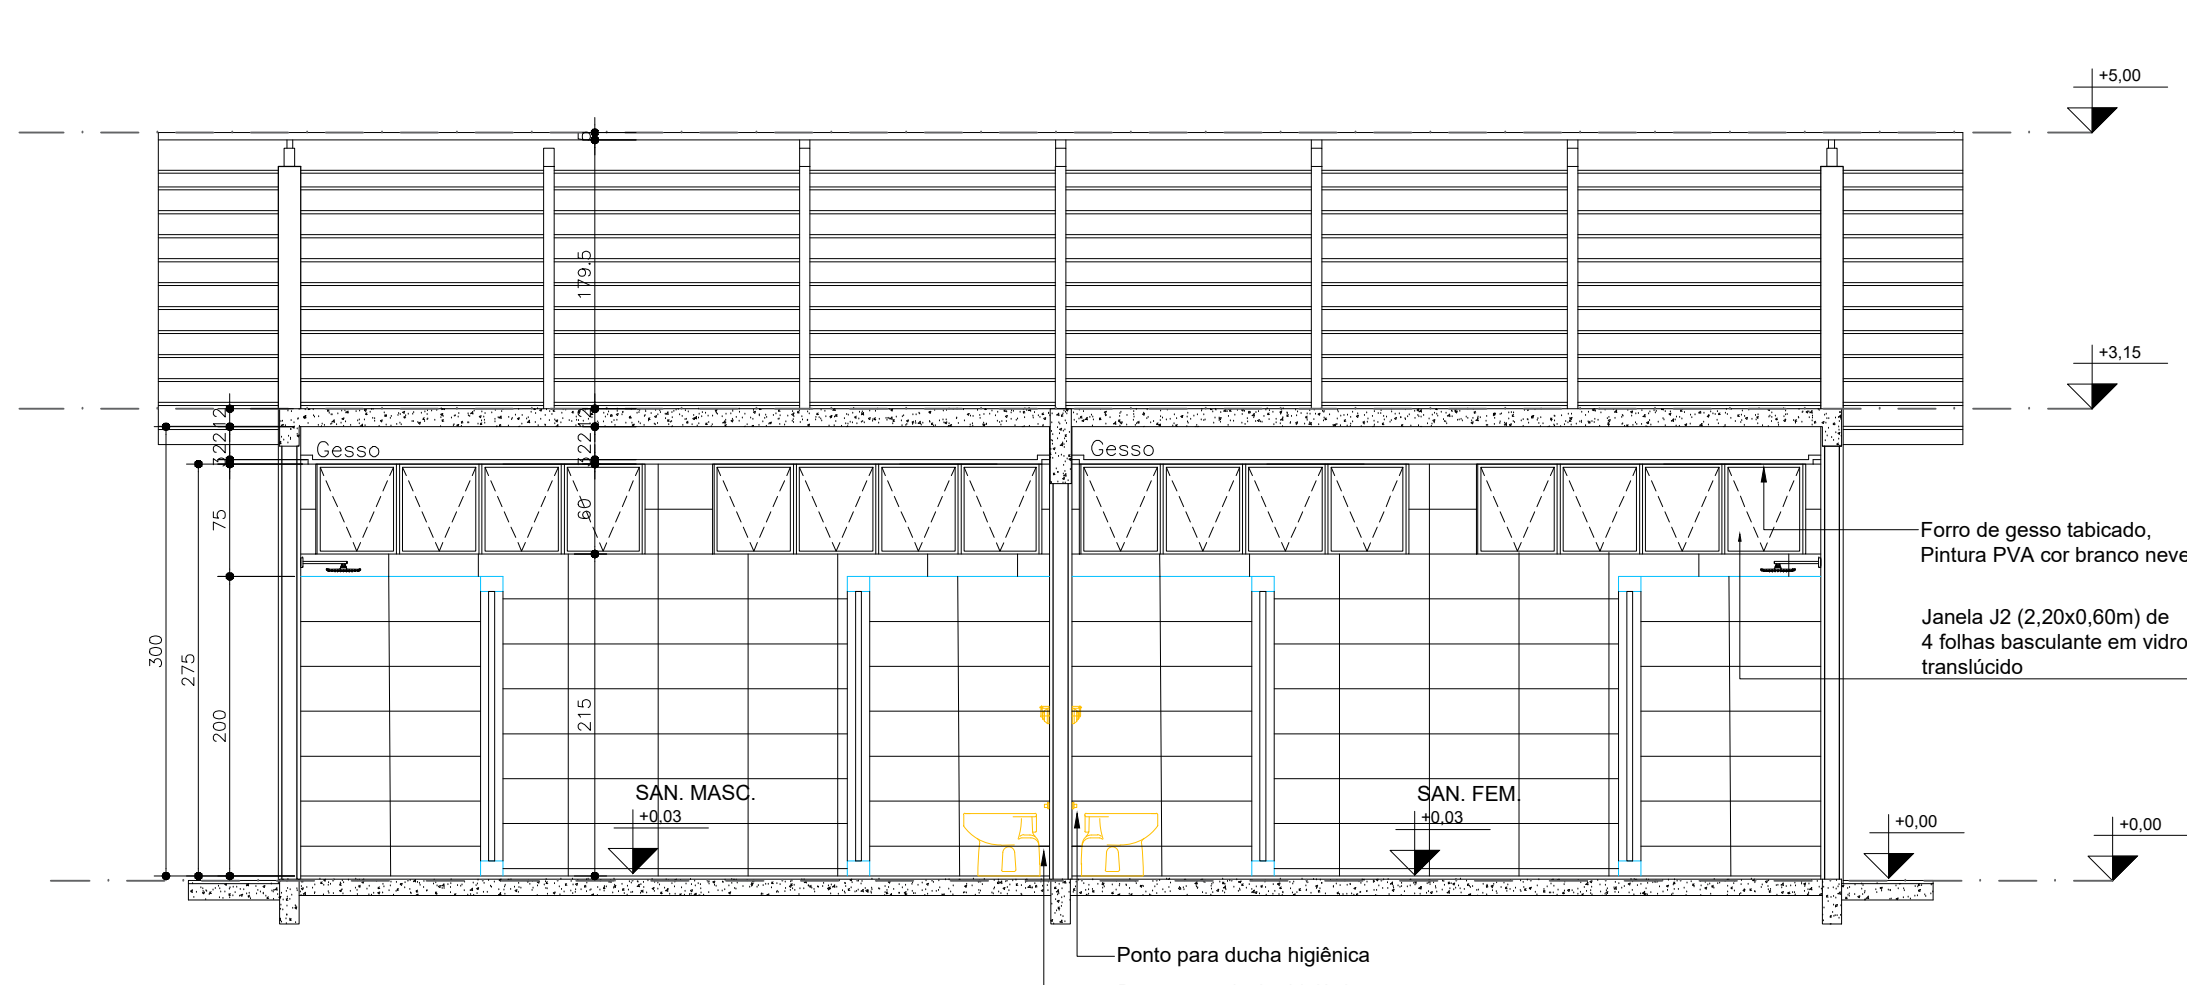 +5,00
5
179.5
+3,15
12
12
22
22
3
3
Gesso
Gesso
75
60
Forro de gesso tabicado,
Pintura PVA cor branco neve
Janela J2 (2,20x0,60m) de
4 folhas basculante em vidro
translúcido
300
275
200
215
SAN. MASC.
+0,03
SAN. FEM.
+0,03
+0,00
+0,00
Ponto para ducha higiênica